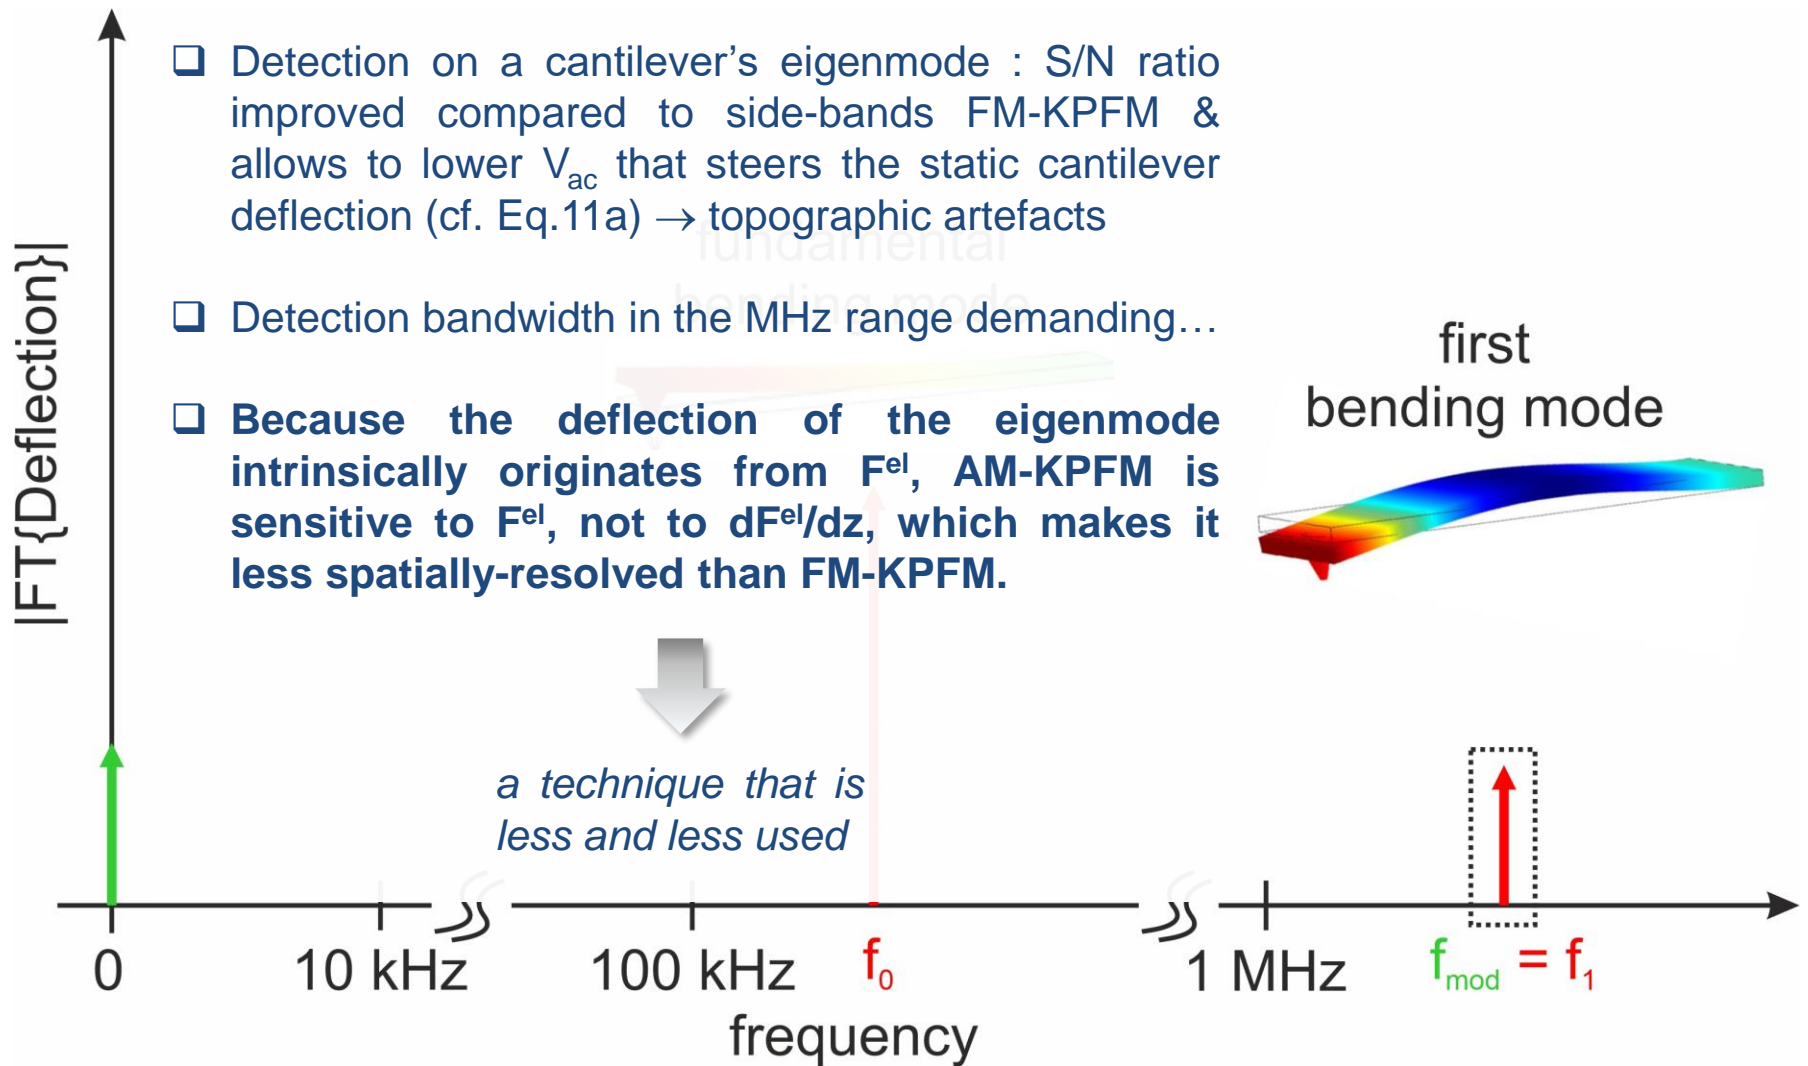 ❑ Detection on a cantilever’s eigenmode : S/N ratio
improved compared to side-bands FM-KPFM &
allows to lower Vac that steers the static cantilever
deflection (cf. Eq.11a) → topographic artefacts
fundamental
bending mode
❑ Detection bandwidth in the MHz range demanding…
❑ Because the deflection of the eigenmode
intrinsically originates from Fel, AM-KPFM is
sensitive to Fel, not to dFel/dz, which makes it
less spatially-resolved than FM-KPFM.
first
bending mode
|FT{Deflection}|
a technique that is
less and less used
0 10 kHz 100 kHz f0 1 MHz fmod = f1
frequency